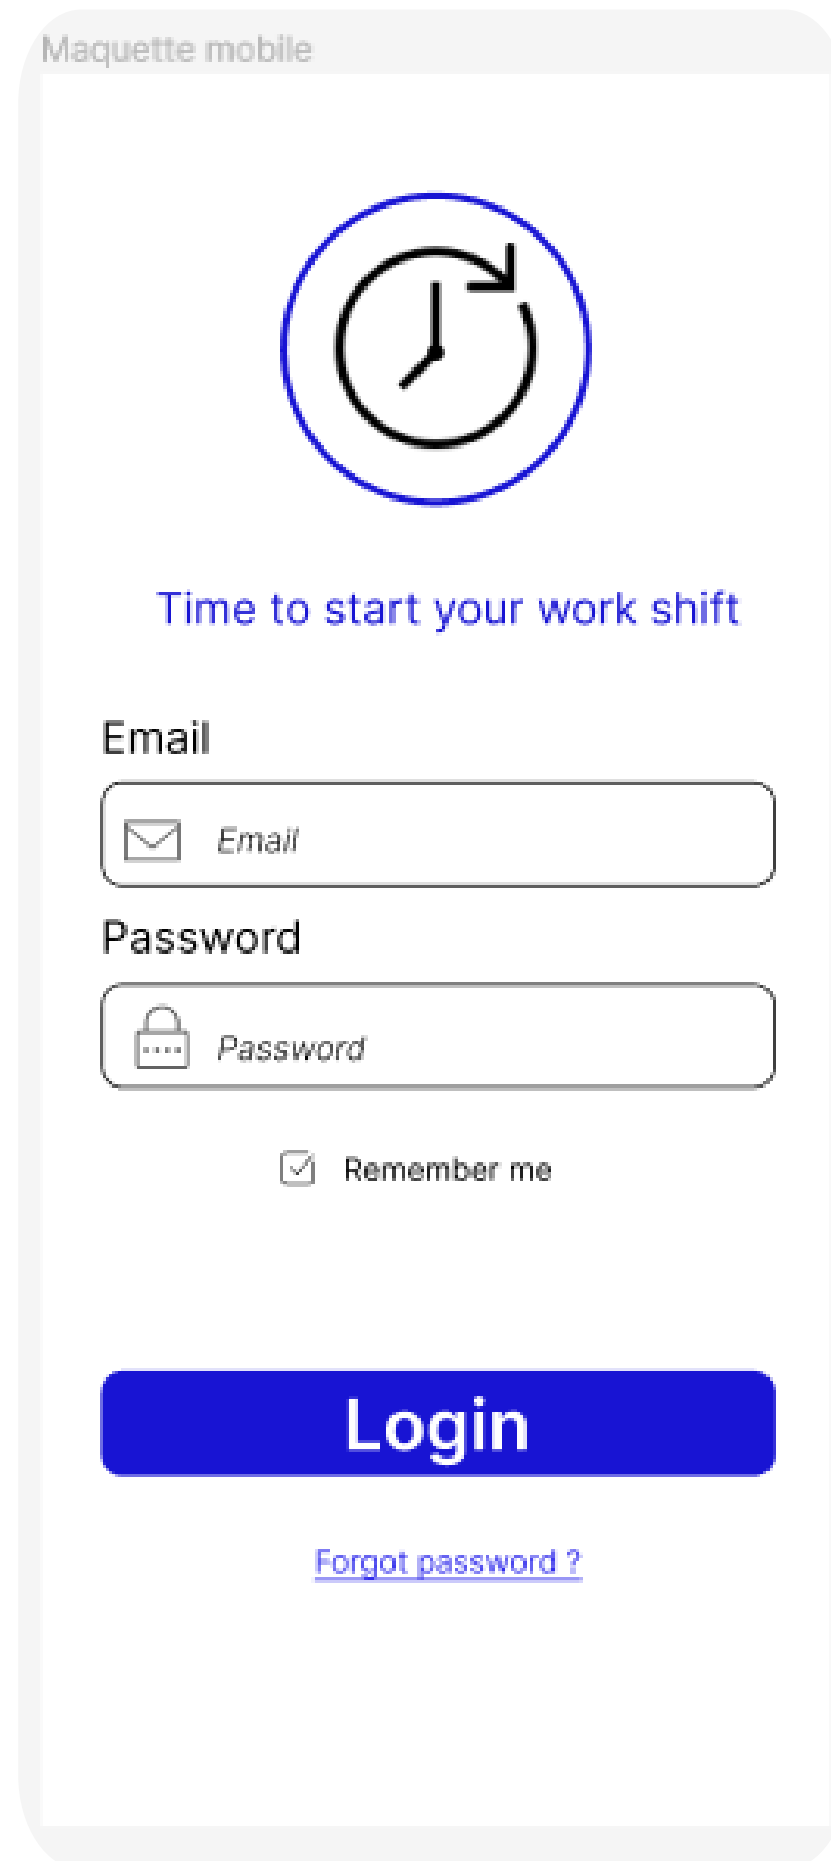 Maquette mobile
Time to start your work shift
Email
Email
Password
Password
Remember me
Login
Forgot password ?